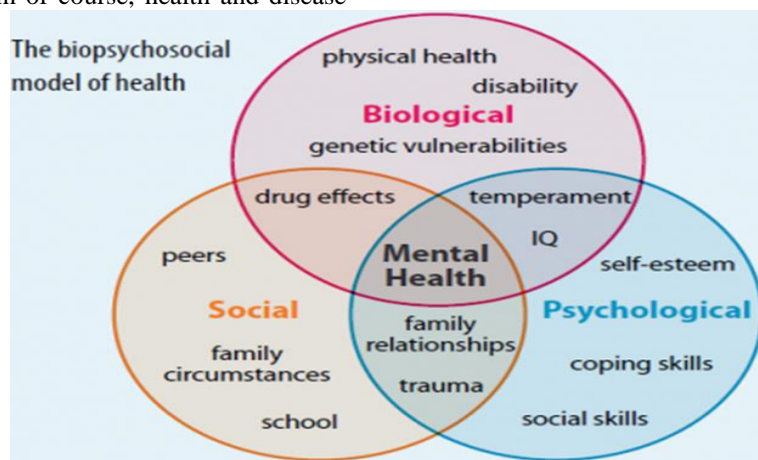 The biopsychosocial
model of health
physical health
disability
Biological
genetic vulnerabilities
drug effects
temperament
IQ
peers
Mental
Health
self-esteem
Social
Psychological
family
relationships
family
circumstances
trauma
coping skills
school
social skills